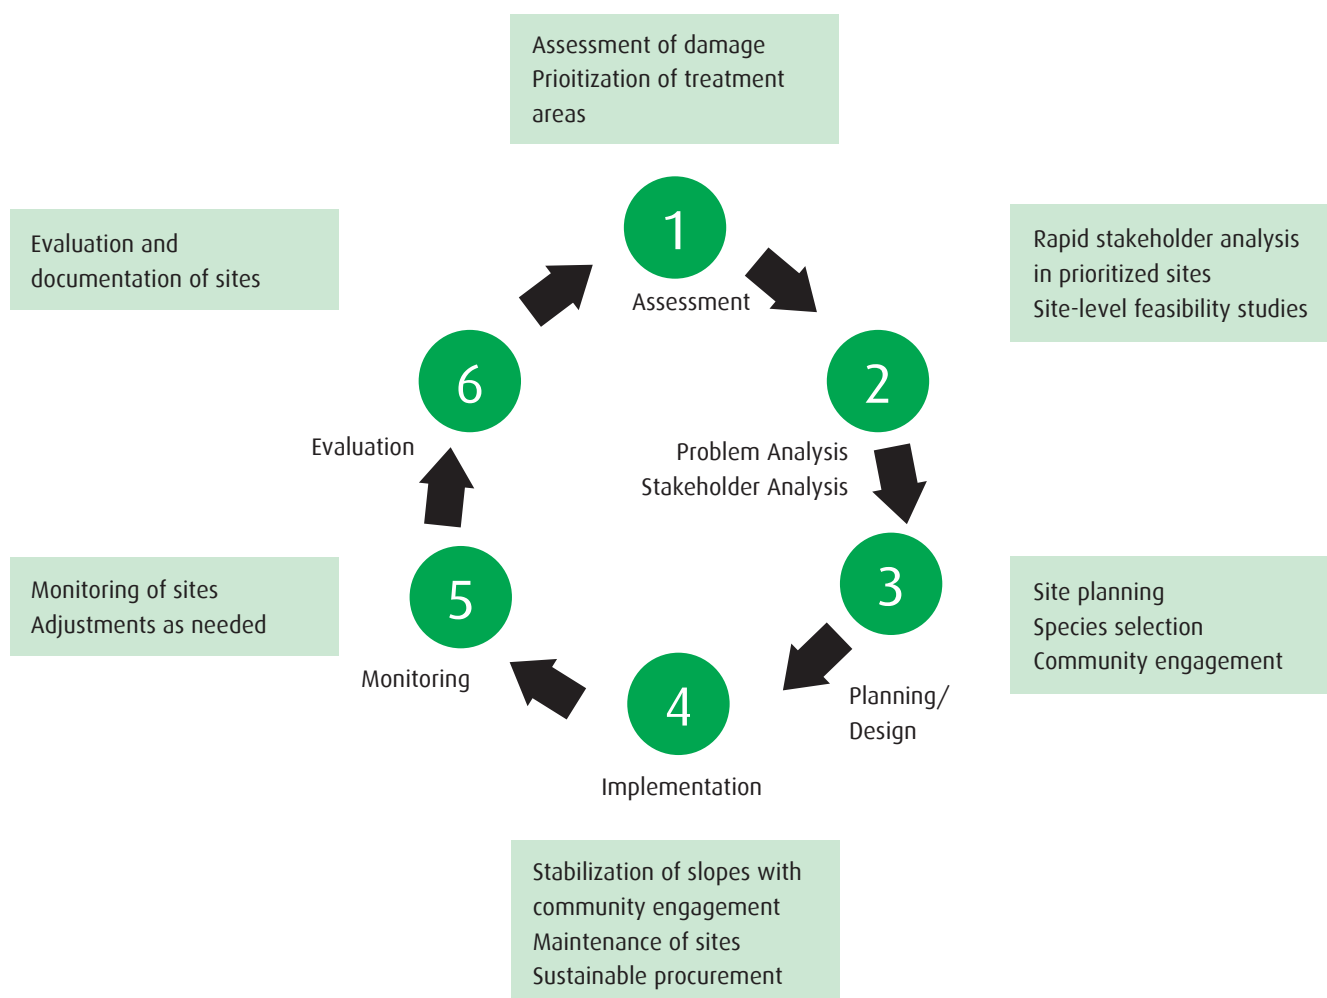 Assessment of damage
Prioitization of treatment
areas
1
Assessment
Rapid stakeholder analysis
in prioritized sites
Site-level feasibility studies
2
Problem Analysis
Stakeholder Analysis
3
Planning/
Design
Site planning
Species selection
Community engagement
4
Implementation
Stabilization of slopes with
community engagement
Maintenance of sites
Sustainable procurement
5
Monitoring
Monitoring of sites
Adjustments as needed
6
Evaluation
Evaluation and
documentation of sites